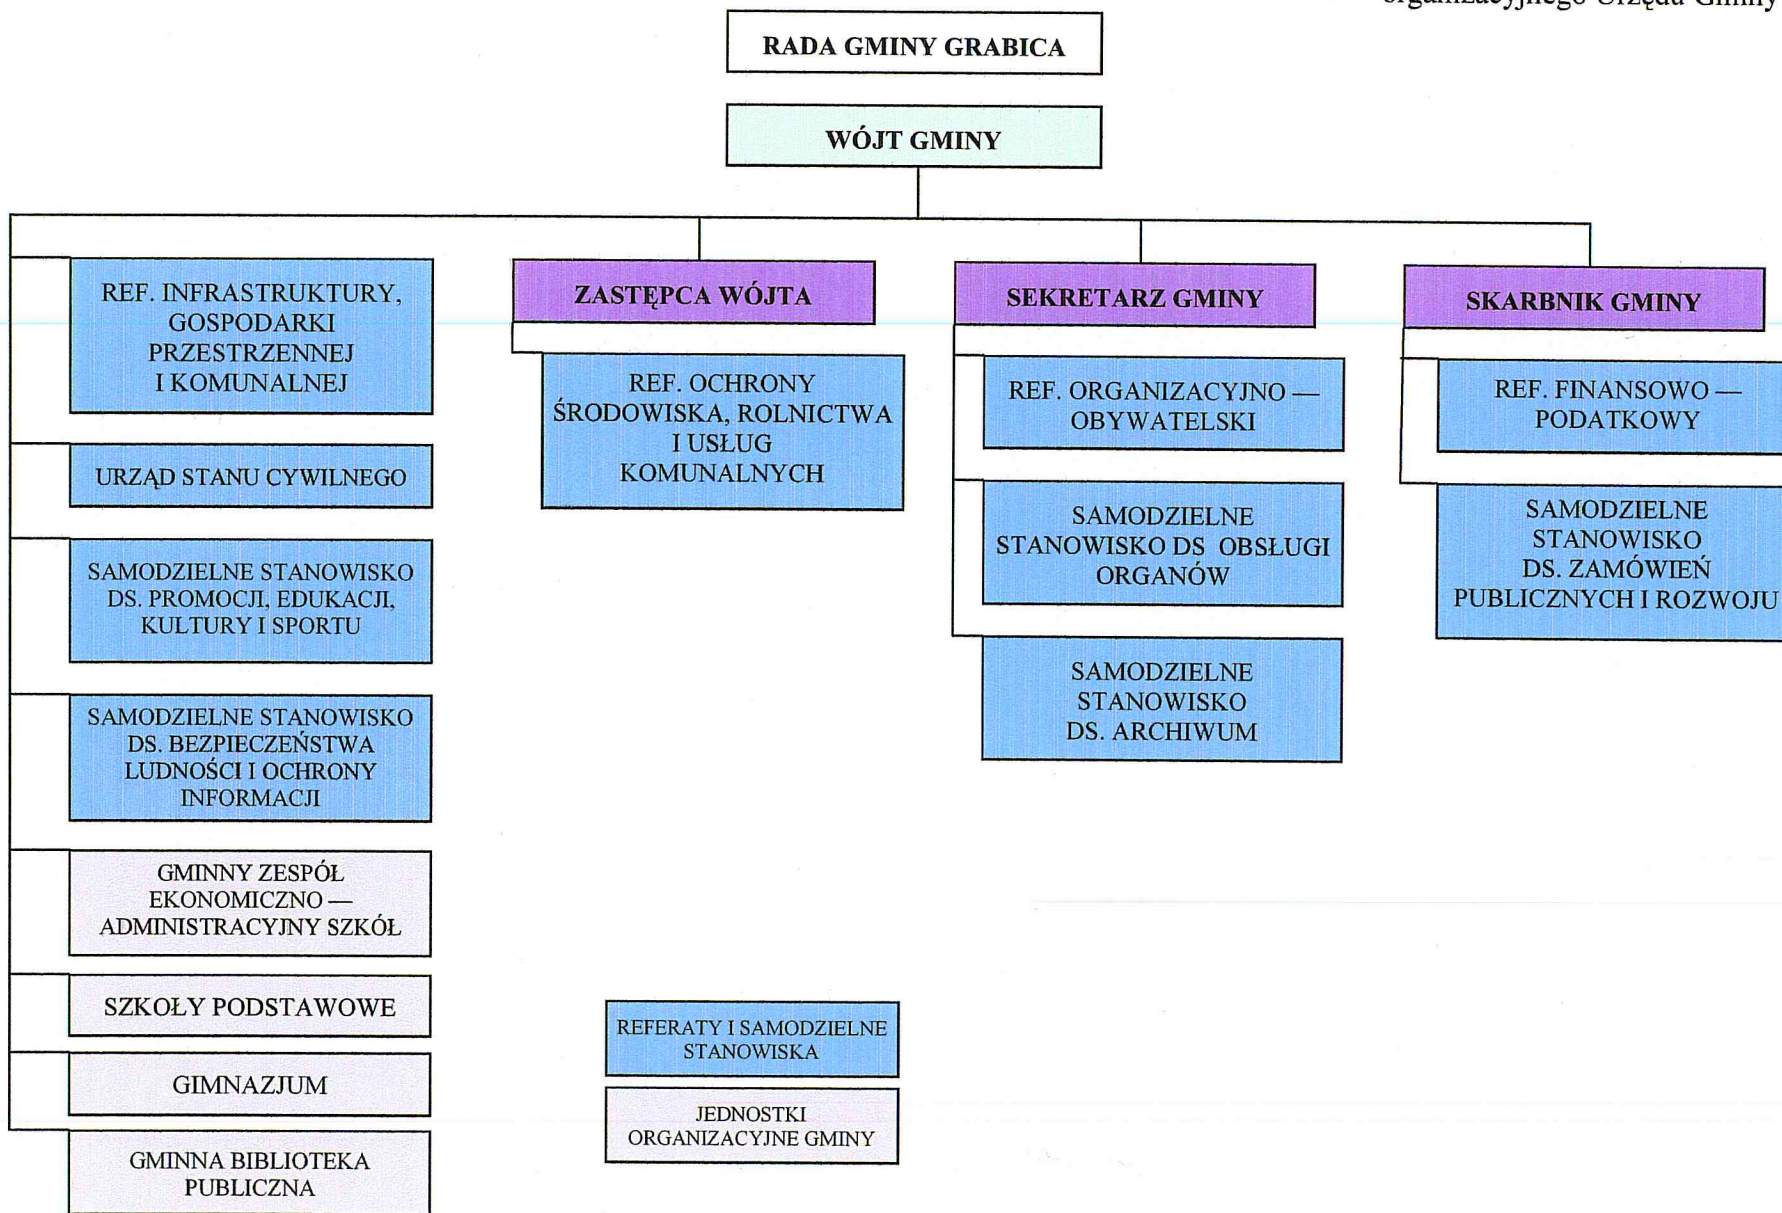 organizacyjnego Urzędu Gminy
RADA GMINY GRABICA
WÓJT GMINY
REF. INFRASTRUKTURY,
GOSPODARKI
PRZESTRZENNEJ
I KOMUNALNEJ
URZĄD STANU CYWILNEGO
SAMODZIELNE STANOWISKO
DS. PROMOCJI, EDUKACJI,
KULTURY I SPORTU
SAMODZIELNE STANOWISKO
DS. BEZPIECZEŃSTWA
LUDNOŚCI I OCHRONY
INFORMACJI
GMINNY ZESPÓŁ
EKONOMICZNO —
ADMINISTRACYJNY SZKÓŁ
SZKOŁY PODSTAWOWE
GIMNAZJUM
GMINNA BIBLIOTEKA
PUBLICZNA
ZASTĘPCA WÓJTA
REF. OCHRONY
ŚRODOWISKA, ROLNICTWA
I USŁUG
KOMUNALNYCH
SEKRETARZ GMINY
REF. ORGANIZACYJNO —
OBYWATELSKI
SAMODZIELNE
STANOWISKO DS OBSŁUGI
ORGANÓW
SAMODZIELNE
STANOWISKO
DS. ARCHIWUM
SKARBNIK GMINY
REF. FINANSOWO —
PODATKOWY
SAMODZIELNE
STANOWISKO
DS. ZAMÓWIEŃ
PUBLICZNYCH I ROZWOJU
REFERATY I SAMODZIELNE
STANOWISKA
JEDNOSTKI
ORGANIZACYJNE GMINY